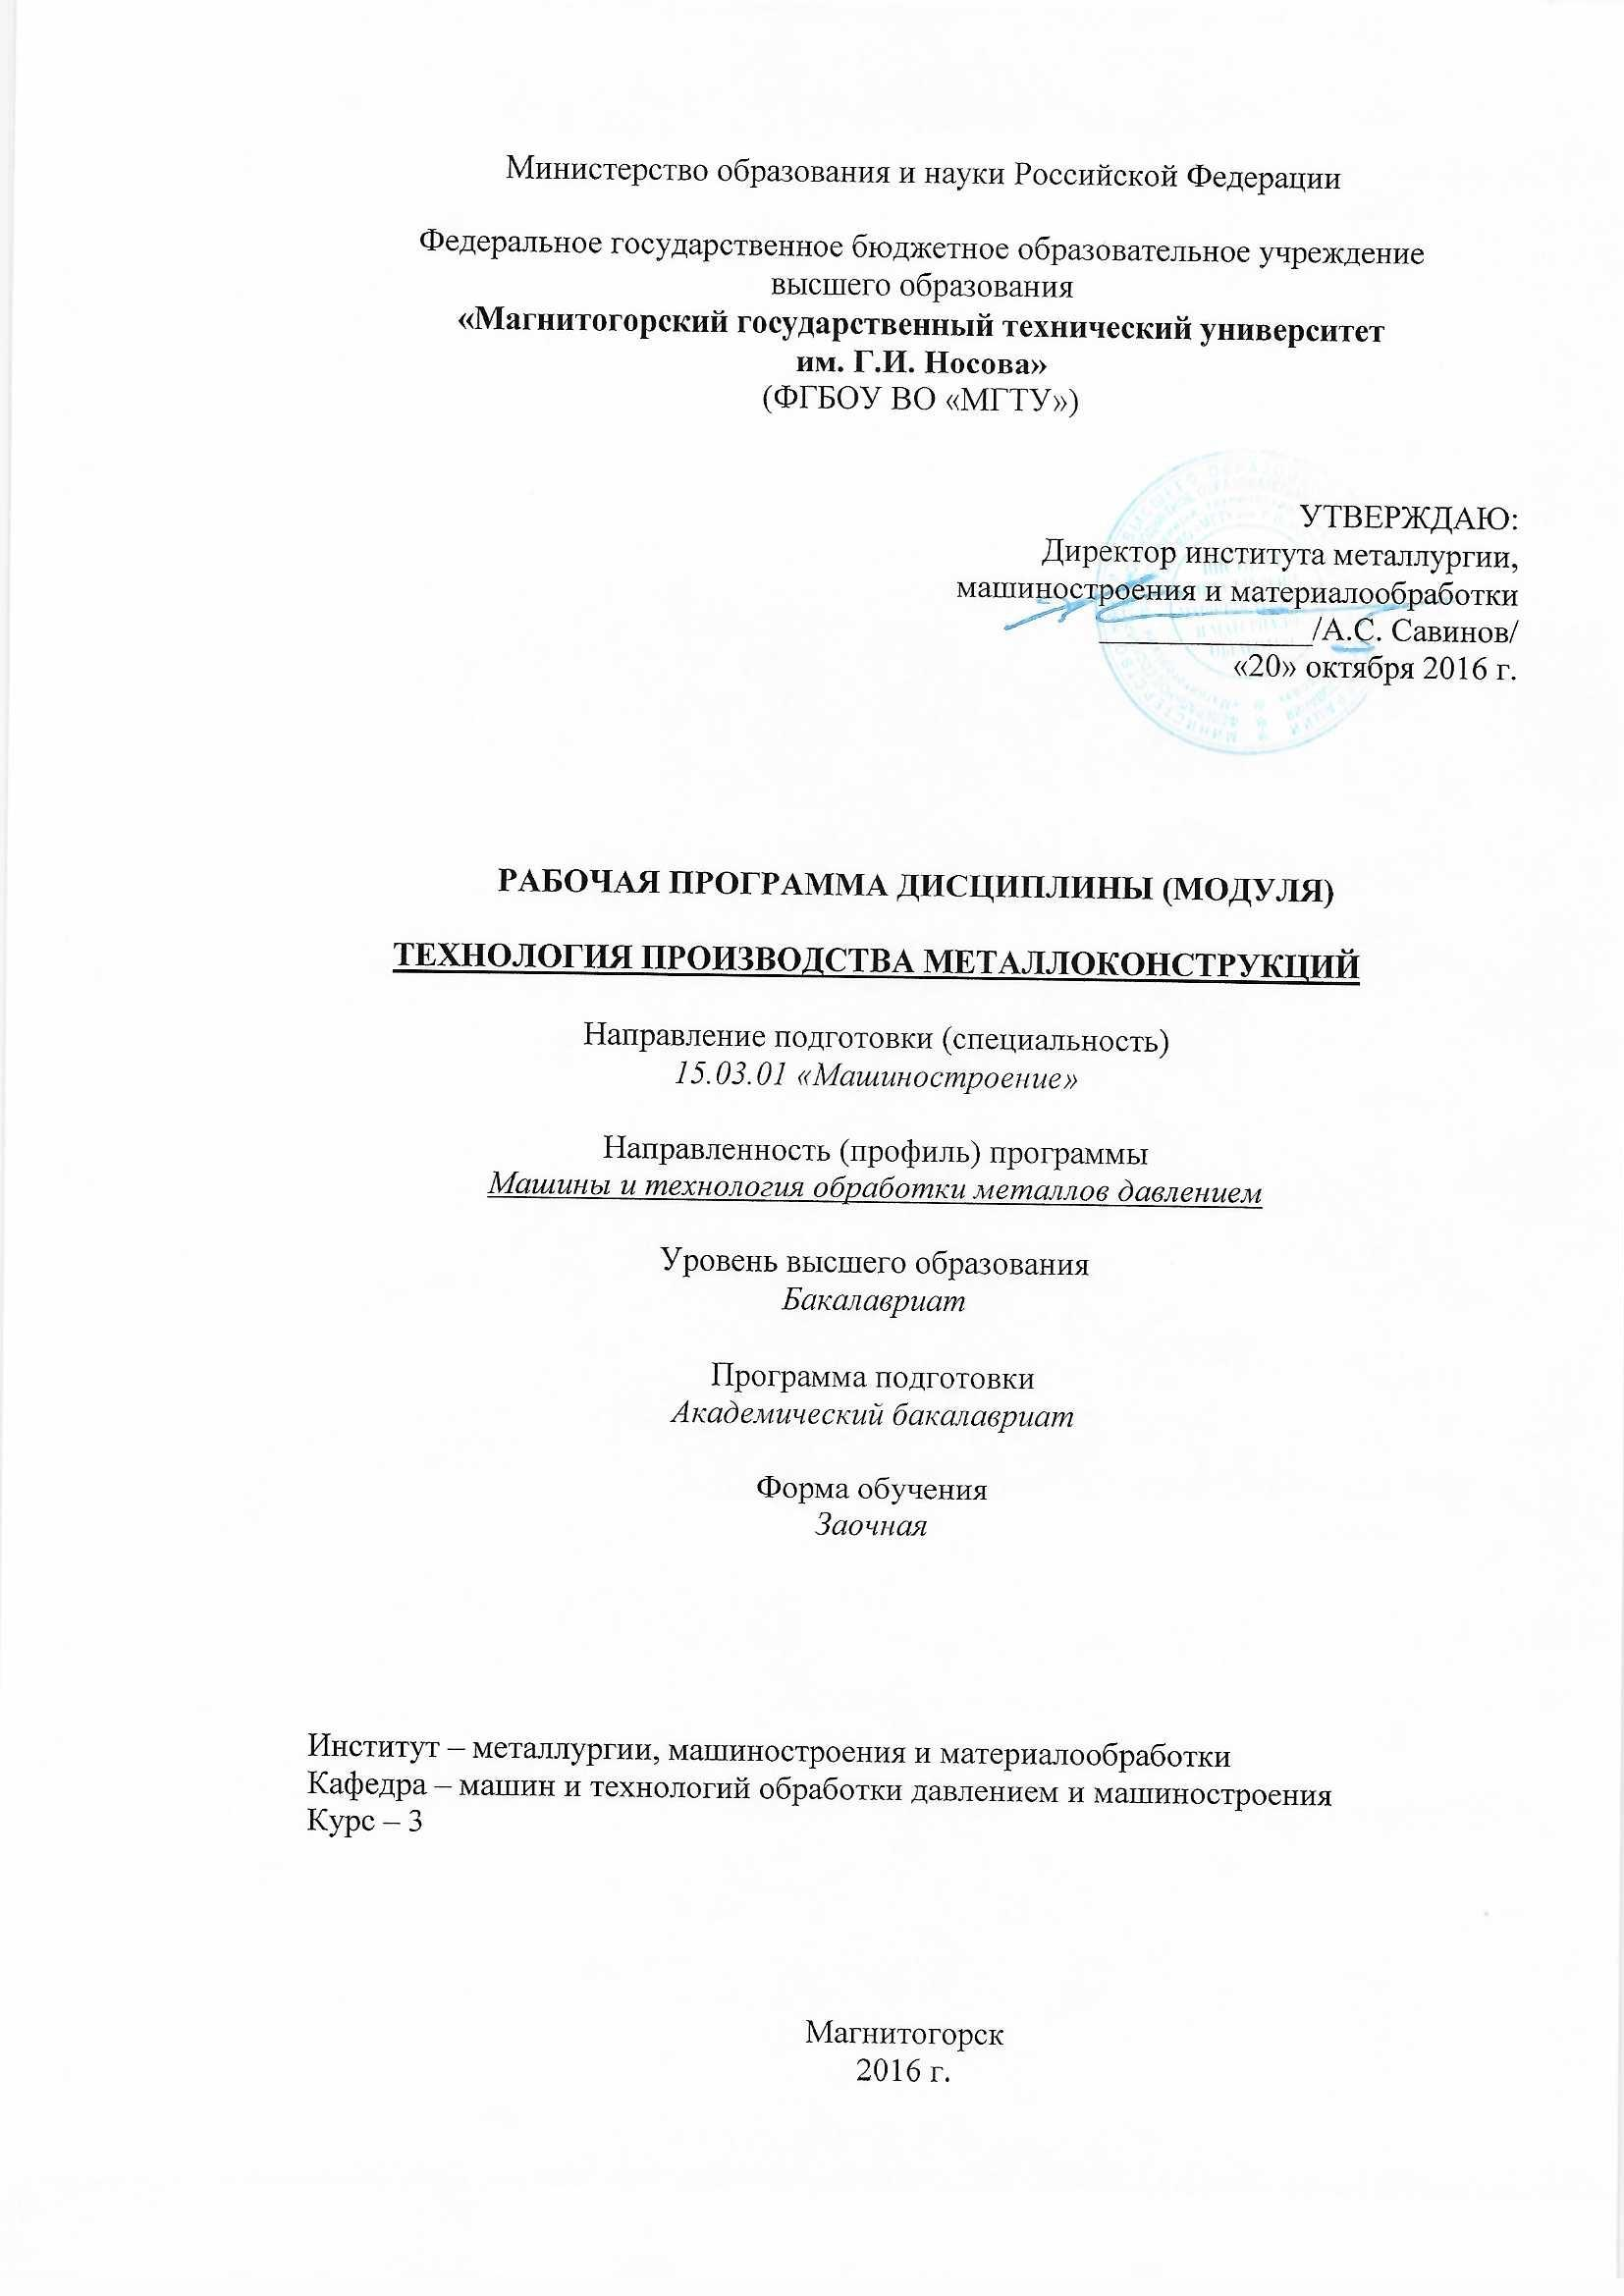 Министерство образования и науки Российской Федерации
Федеральное государственное бюджетное образовательное учреждение
высшего образования
«Магнитогорский государственный технический университет
им. Г.И. Носова»
(ФГБОУ ВО «МГТУ»)
УТВЕРЖДАЮ:
Директор института металлургии,
машиностроения и материалообработки
_____________/А.С. Савинов/
«20» октября 2016 г.
РАБОЧАЯ ПРОГРАММА ДИСЦИПЛИНЫ (МОДУЛЯ)
ТЕХНОЛОГИЯ ПРОИЗВОДСТВА МЕТАЛЛОКОНСТРУКЦИЙ
Направление подготовки (специальность)
15.03.01 «Машиностроение»
Направленность (профиль) программы
Машины и технология обработки металлов давлением
Уровень высшего образования
Бакалавриат
Программа подготовки
Академический бакалавриат
Форма обучения
Заочная
Институт – металлургии, машиностроения и материалообработки
Кафедра – машин и технологий обработки давлением и машиностроения
Курс – 3
Магнитогорск
2016 г.